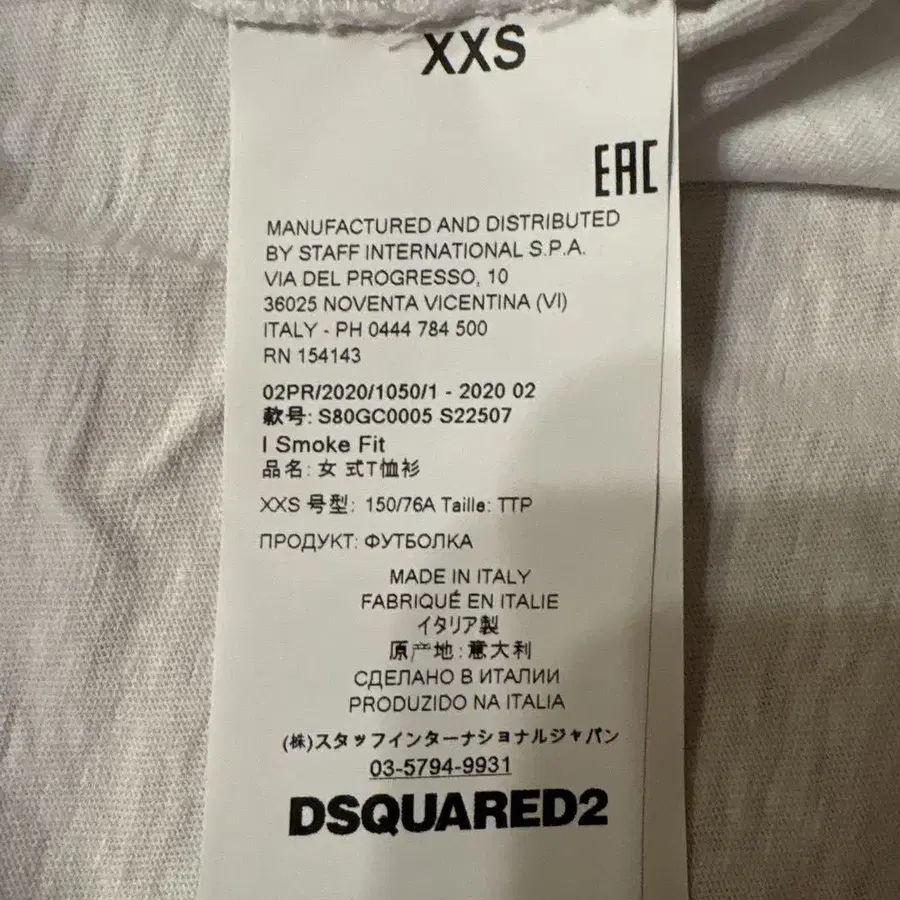 XXS
EAC
MANUFACTURED AND DISTRIBUTED
BY STAFF INTERNATIONAL S.P.A.
VIA DEL PROGRESSO, 10
36025 NOVENTA VICENTINA (VI)
ITALY - PH 0444 784 500
RN 154143
02PR/2020/1050/1 - 2020 02
款号: S80GC0005 S22507
I Smoke Fit
品名: 女 式T恤衫
XXS 号型: 150/76A Taille: TTP
ПРОДУКТ: ФУТБОЛКА
MADE IN ITALY
FABRIQUÉ EN ITALIE
イタリア製
原产地: 意大利
СДЕЛАНО В ИТАЛИИ
PRODUZIDO NA ITALIA
(株)スタッフインターナショナルジャパン
03-5794-9931
DSQUARED2